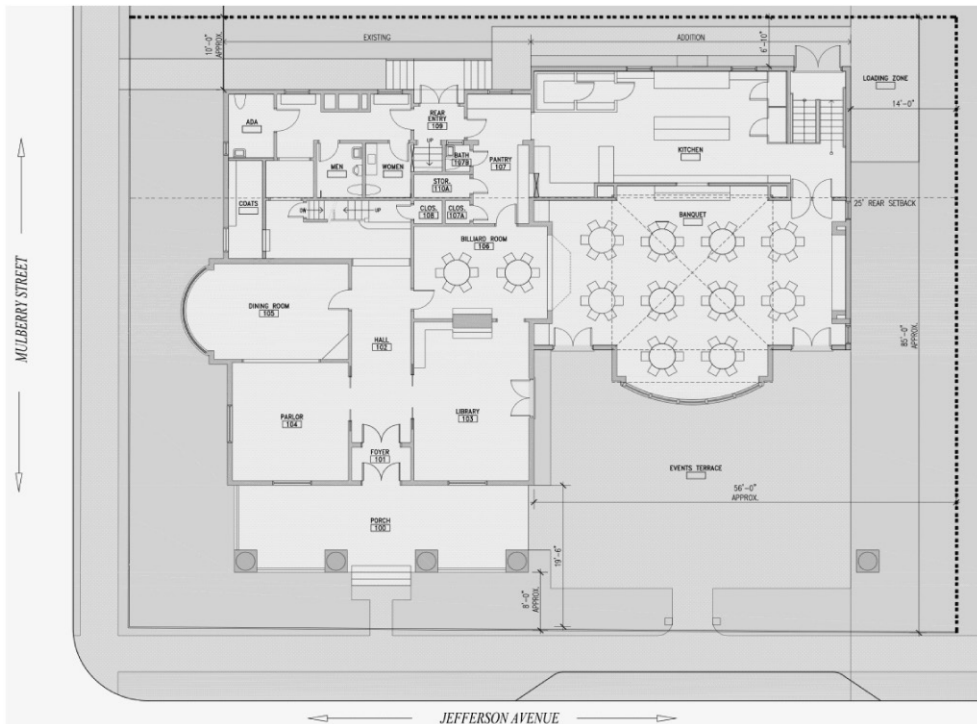 EXISTING
ADDITION
10'-0"
APPROX.
6'-10"
LOADING ZONE
14'-0"
ADA
REAR
ENTRY
109
MEN
WOMEN
UP
BATH
107B
PANTRY
107
KITCHEN
STOR.
110A
COATS
DN
UP
CLOS.
108
CLOS.
107A
25' REAR SETBACK
BANQUET
BILLIARD ROOM
106
DINING ROOM
105
HALL
102
PARLOR
104
LIBRARY
103
FOYER
101
EVENTS TERRACE
56'-0"
APPROX.
85'-0"
APPROX.
PORCH
100
19'-6"
8'-0"
APPROX.
MULBERRY STREET
JEFFERSON AVENUE